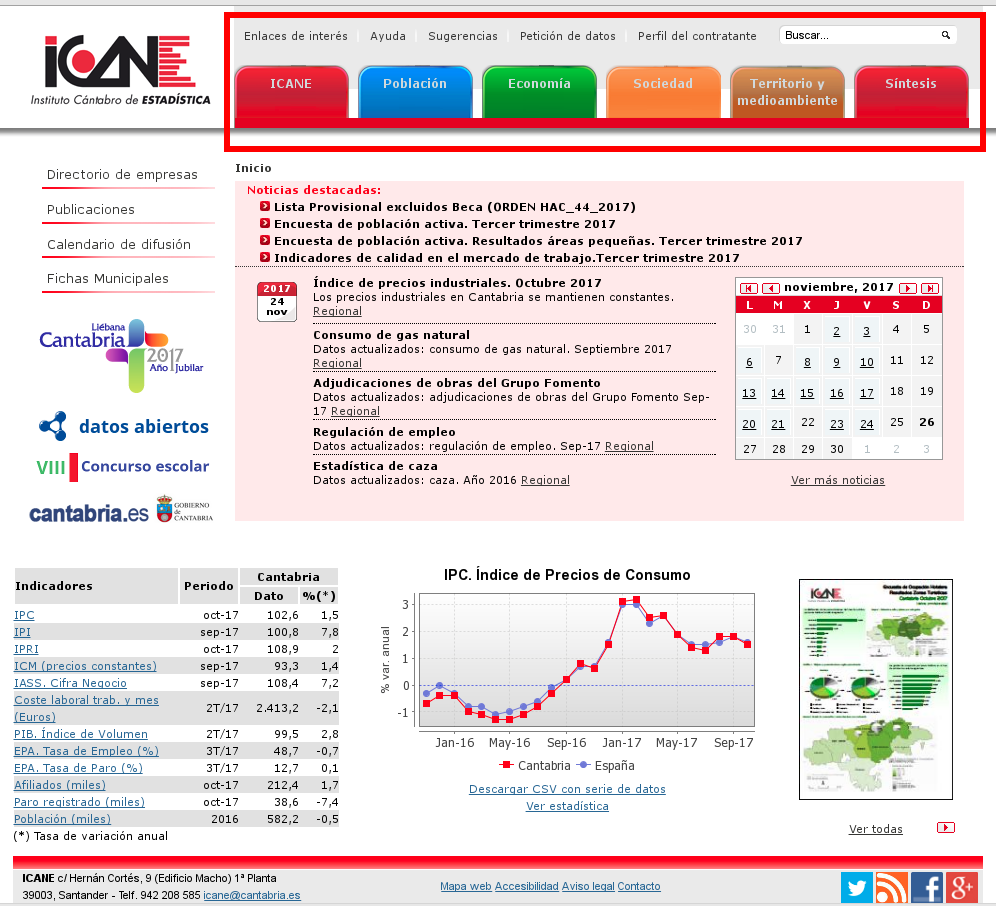 Enlaces de interés Ayuda Sugerencias Petición de datos Perfil del contratante Buscar...
ICANE
Instituto Cántabro de ESTADÍSTICA
ICANE Población Economía Sociedad Territorio y medioambiente Síntesis
Directorio de empresas
Publicaciones
Calendario de difusión
Fichas Municipales
Liébana
Cantabria 2017
Año Jubilar
datos abiertos
VIII Concurso escolar
cantabria.es GOBIERNO de CANTABRIA
Inicio
Noticias destacadas:
Lista Provisional excluidos Beca (ORDEN HAC_44_2017)
Encuesta de población activa. Tercer trimestre 2017
Encuesta de población activa. Resultados áreas pequeñas. Tercer trimestre 2017
Indicadores de calidad en el mercado de trabajo.Tercer trimestre 2017
2017
24
nov
Índice de precios industriales. Octubre 2017
Los precios industriales en Cantabria se mantienen constantes.
Regional
Consumo de gas natural
Datos actualizados: consumo de gas natural. Septiembre 2017
Regional
Adjudicaciones de obras del Grupo Fomento
Datos actualizados: adjudicaciones de obras del Grupo Fomento Sep-
17 Regional
Regulación de empleo
Datos actualizados: regulación de empleo. Sep-17 Regional
Estadística de caza
Datos actualizados: caza. Año 2016 Regional
noviembre, 2017
L M X J V S D
30 31 1 2 3 4 5
6 7 8 9 10 11 12
13 14 15 16 17 18 19
20 21 22 23 24 25 26
27 28 29 30 1 2 3
Ver más noticias
Indicadores Periodo Cantabria
Dato %(*)
IPC oct-17 102,6 1,5
IPI sep-17 100,8 7,8
IPRI oct-17 108,9 2
ICM (precios constantes) sep-17 93,3 1,4
IASS. Cifra Negocio sep-17 108,4 7,2
Coste laboral trab. y mes
(Euros) 2T/17 2.413,2 -2,1
PIB. Índice de Volumen 2T/17 99,5 2,8
EPA. Tasa de Empleo (%) 3T/17 48,7 -0,7
EPA. Tasa de Paro (%) 3T/17 12,7 0,1
Afiliados (miles) oct-17 212,4 1,7
Paro registrado (miles) oct-17 38,6 -7,4
Población (miles) 2016 582,2 -0,5
(*) Tasa de variación anual
IPC. Índice de Precios de Consumo
% var. anual
3
2
1
0
-1
Jan-16 May-16 Sep-16 Jan-17 May-17 Sep-17
Cantabria España
Descargar CSV con serie de datos
Ver estadística
ICANE
Encuesta de Ocupación Hotelera
Resultados Zonas Turísticas
Cantabria Octubre 2017
Ver todas
ICANE c/ Hernán Cortés, 9 (Edificio Macho) 1ª Planta
39003, Santander - Telf. 942 208 585 icane@cantabria.es
Mapa web Accesibilidad Aviso legal Contacto